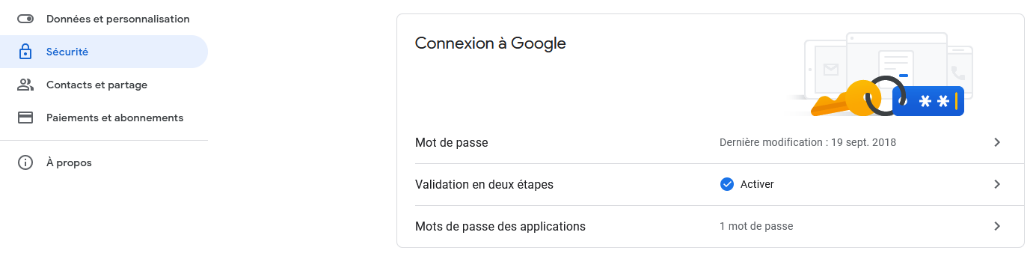 Données et personnalisation
Sécurité
Contacts et partage
Paiements et abonnements
À propos
Connexion à Google
Mot de passe
Dernière modification : 19 sept. 2018
Validation en deux étapes
Activer
Mots de passe des applications
1 mot de passe